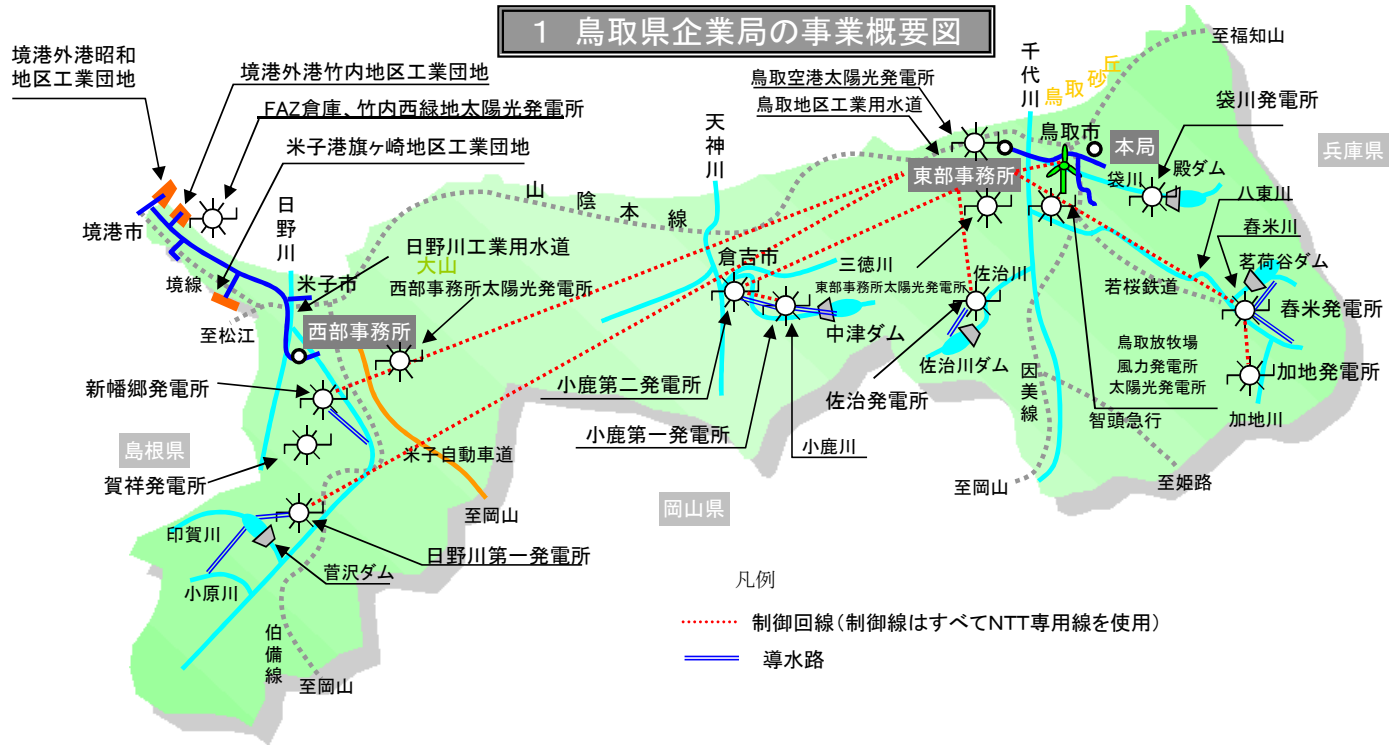 1 鳥取県企業局の事業概要図
境港外港昭和
地区工業団地
境港外港竹内地区工業団地
FAZ倉庫、竹内西緑地太陽光発電所
米子港旗ヶ崎地区工業団地
鳥取空港太陽光発電所
鳥取地区工業用水道
千代川
鳥取砂丘
至福知山
袋川発電所
兵庫県
鳥取市
本局
東部事務所
袋川
殿ダム
八東川
舂米川
茗荷谷ダム
天神川
山陰本線
境港市
日野川
日野川工業用水道
大山
米子市
西部事務所太陽光発電所
境線
至松江
西部事務所
倉吉市
三徳川
東部事務所太陽光発電所
佐治川
若桜鉄道
舂米発電所
中津ダム
佐治川ダム
鳥取放牧場
風力発電所
太陽光発電所
加地発電所
新幡郷発電所
小鹿第二発電所
佐治発電所
因美線
智頭急行
加地川
小鹿第一発電所
小鹿川
島根県
賀祥発電所
米子自動車道
至岡山
岡山県
至岡山
至姫路
印賀川
日野川第一発電所
菅沢ダム
小原川
伯備線
至岡山
凡例
制御回線(制御線はすべてNTT専用線を使用)
導水路